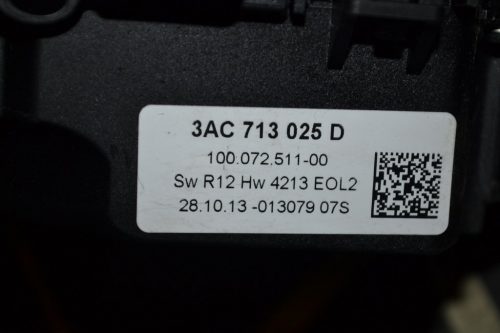 3AC 713 025 D
100.072.511-00
Sw R12 Hw 4213 EOL2
28.10.13 -013079 07S